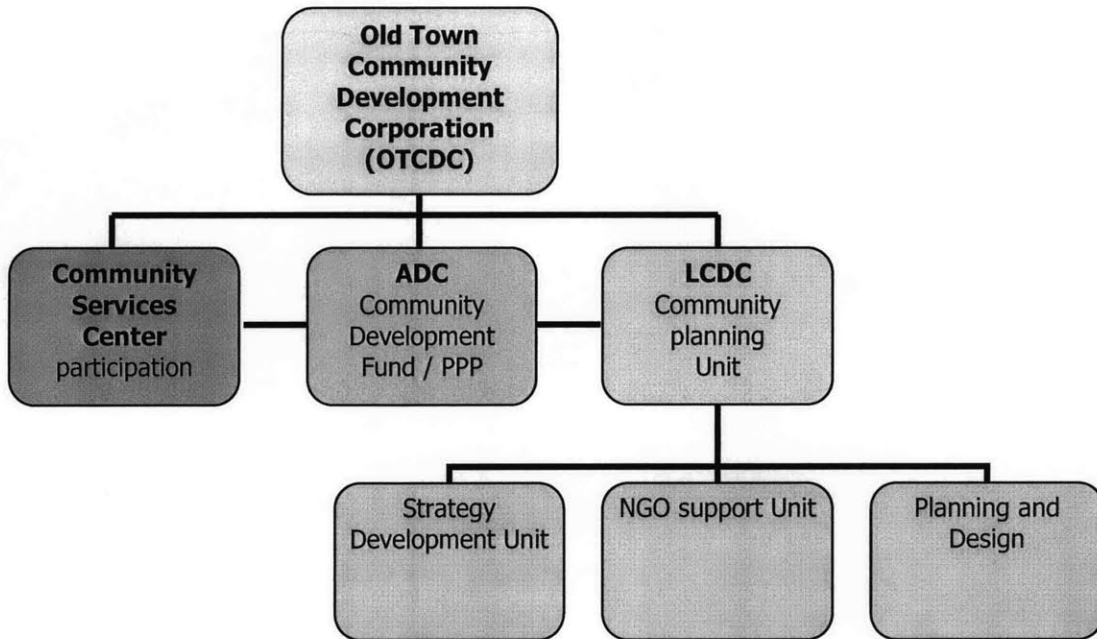 Old Town
Community
Development
Corporation
(OTCDC)
Community
Services
Center
participation
ADC
Community
Development
Fund / PPP
LCDC
Community
planning
Unit
Strategy
Development Unit
NGO support Unit
Planning and
Design